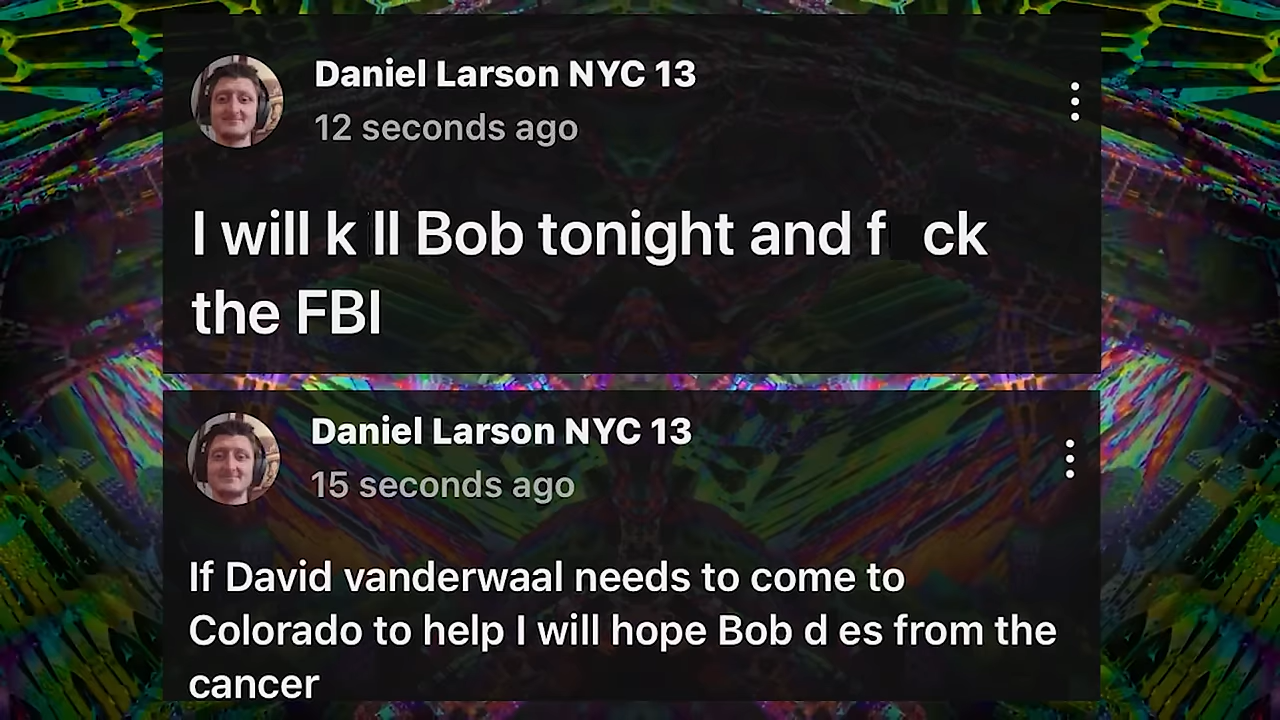 Daniel Larson NYC 13
12 seconds ago
I will k ll Bob tonight and f ck
the FBI
Daniel Larson NYC 13
15 seconds ago
If David vanderwaal needs to come to
Colorado to help I will hope Bob d es from the
cancer